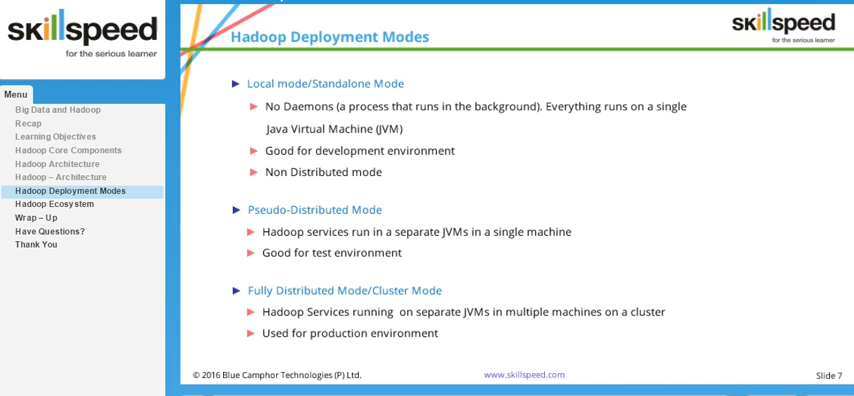 skillspeed
for the serious learner
Menu
Big Data and Hadoop
Recap
Learning Objectives
Hadoop Core Components
Hadoop Architecture
Hadoop – Architecture
Hadoop Deployment Modes
Hadoop Ecosystem
Wrap – Up
Have Questions?
Thank You
Hadoop Deployment Modes
skillspeed
for the serious learner
Local mode/Standalone Mode
No Daemons (a process that runs in the background). Everything runs on a single
Java Virtual Machine (JVM)
Good for development environment
Non Distributed mode
Pseudo-Distributed Mode
Hadoop services run in a separate JVMs in a single machine
Good for test environment
Fully Distributed Mode/Cluster Mode
Hadoop Services running on separate JVMs in multiple machines on a cluster
Used for production environment
© 2016 Blue Camphor Technologies (P) Ltd.
www.skillspeed.com
Slide 7